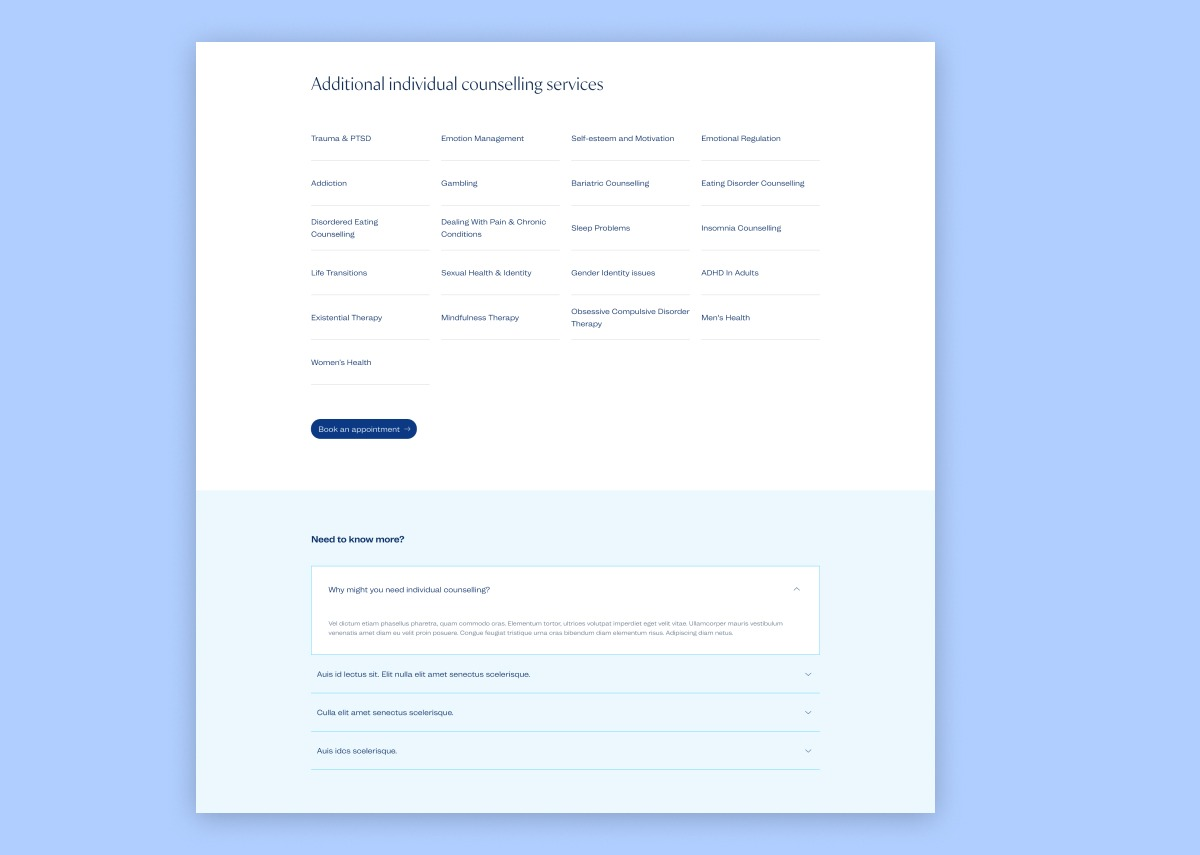 Additional individual counselling services
Trauma & PTSD
Emotion Management
Self-esteem and Motivation
Emotional Regulation
Addiction
Gambling
Bariatric Counselling
Eating Disorder Counselling
Disordered Eating
Counselling
Dealing With Pain & Chronic
Conditions
Sleep Problems
Insomnia Counselling
Life Transitions
Sexual Health & Identity
Gender Identity issues
ADHD In Adults
Existential Therapy
Mindfulness Therapy
Obsessive Compulsive Disorder
Therapy
Men's Health
Women's Health
Book an appointment →
Need to know more?
Why might you need individual counselling?
Vel dictum etiam phasellus pharetra, quam commodo cras. Elementum tortor, ultrices volutpat imperdiet eget velit vitae. Ullamcorper mauris vestibulum
venenatis amet diam su velit proin posuere. Congue feugiat tristique urna cras bibendum diam elementum risus. Adipiscing diam netus.
Auis id lectus sit. Elit nulla elit amet senectus scelerisque.
Culla elit amet senectus scelerisque.
Auis idos scelerisque.